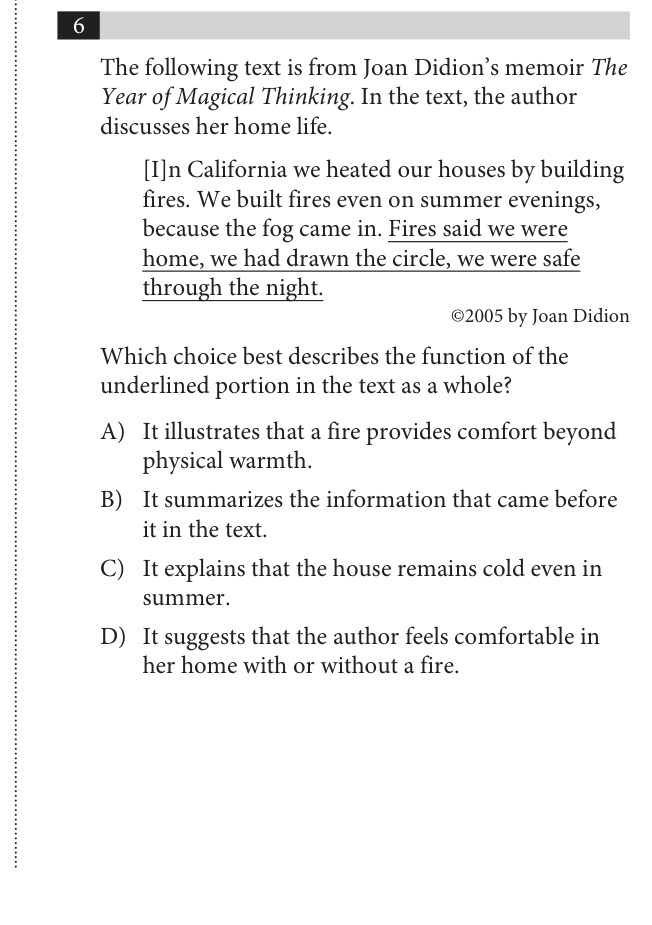 6
The following text is from Joan Didion’s memoir The
Year of Magical Thinking. In the text, the author
discusses her home life.
[I]n California we heated our houses by building
fires. We built fires even on summer evenings,
because the fog came in. Fires said we were
home, we had drawn the circle, we were safe
through the night.
©2005 by Joan Didion
Which choice best describes the function of the
underlined portion in the text as a whole?
A) It illustrates that a fire provides comfort beyond
physical warmth.
B) It summarizes the information that came before
it in the text.
C) It explains that the house remains cold even in
summer.
D) It suggests that the author feels comfortable in
her home with or without a fire.